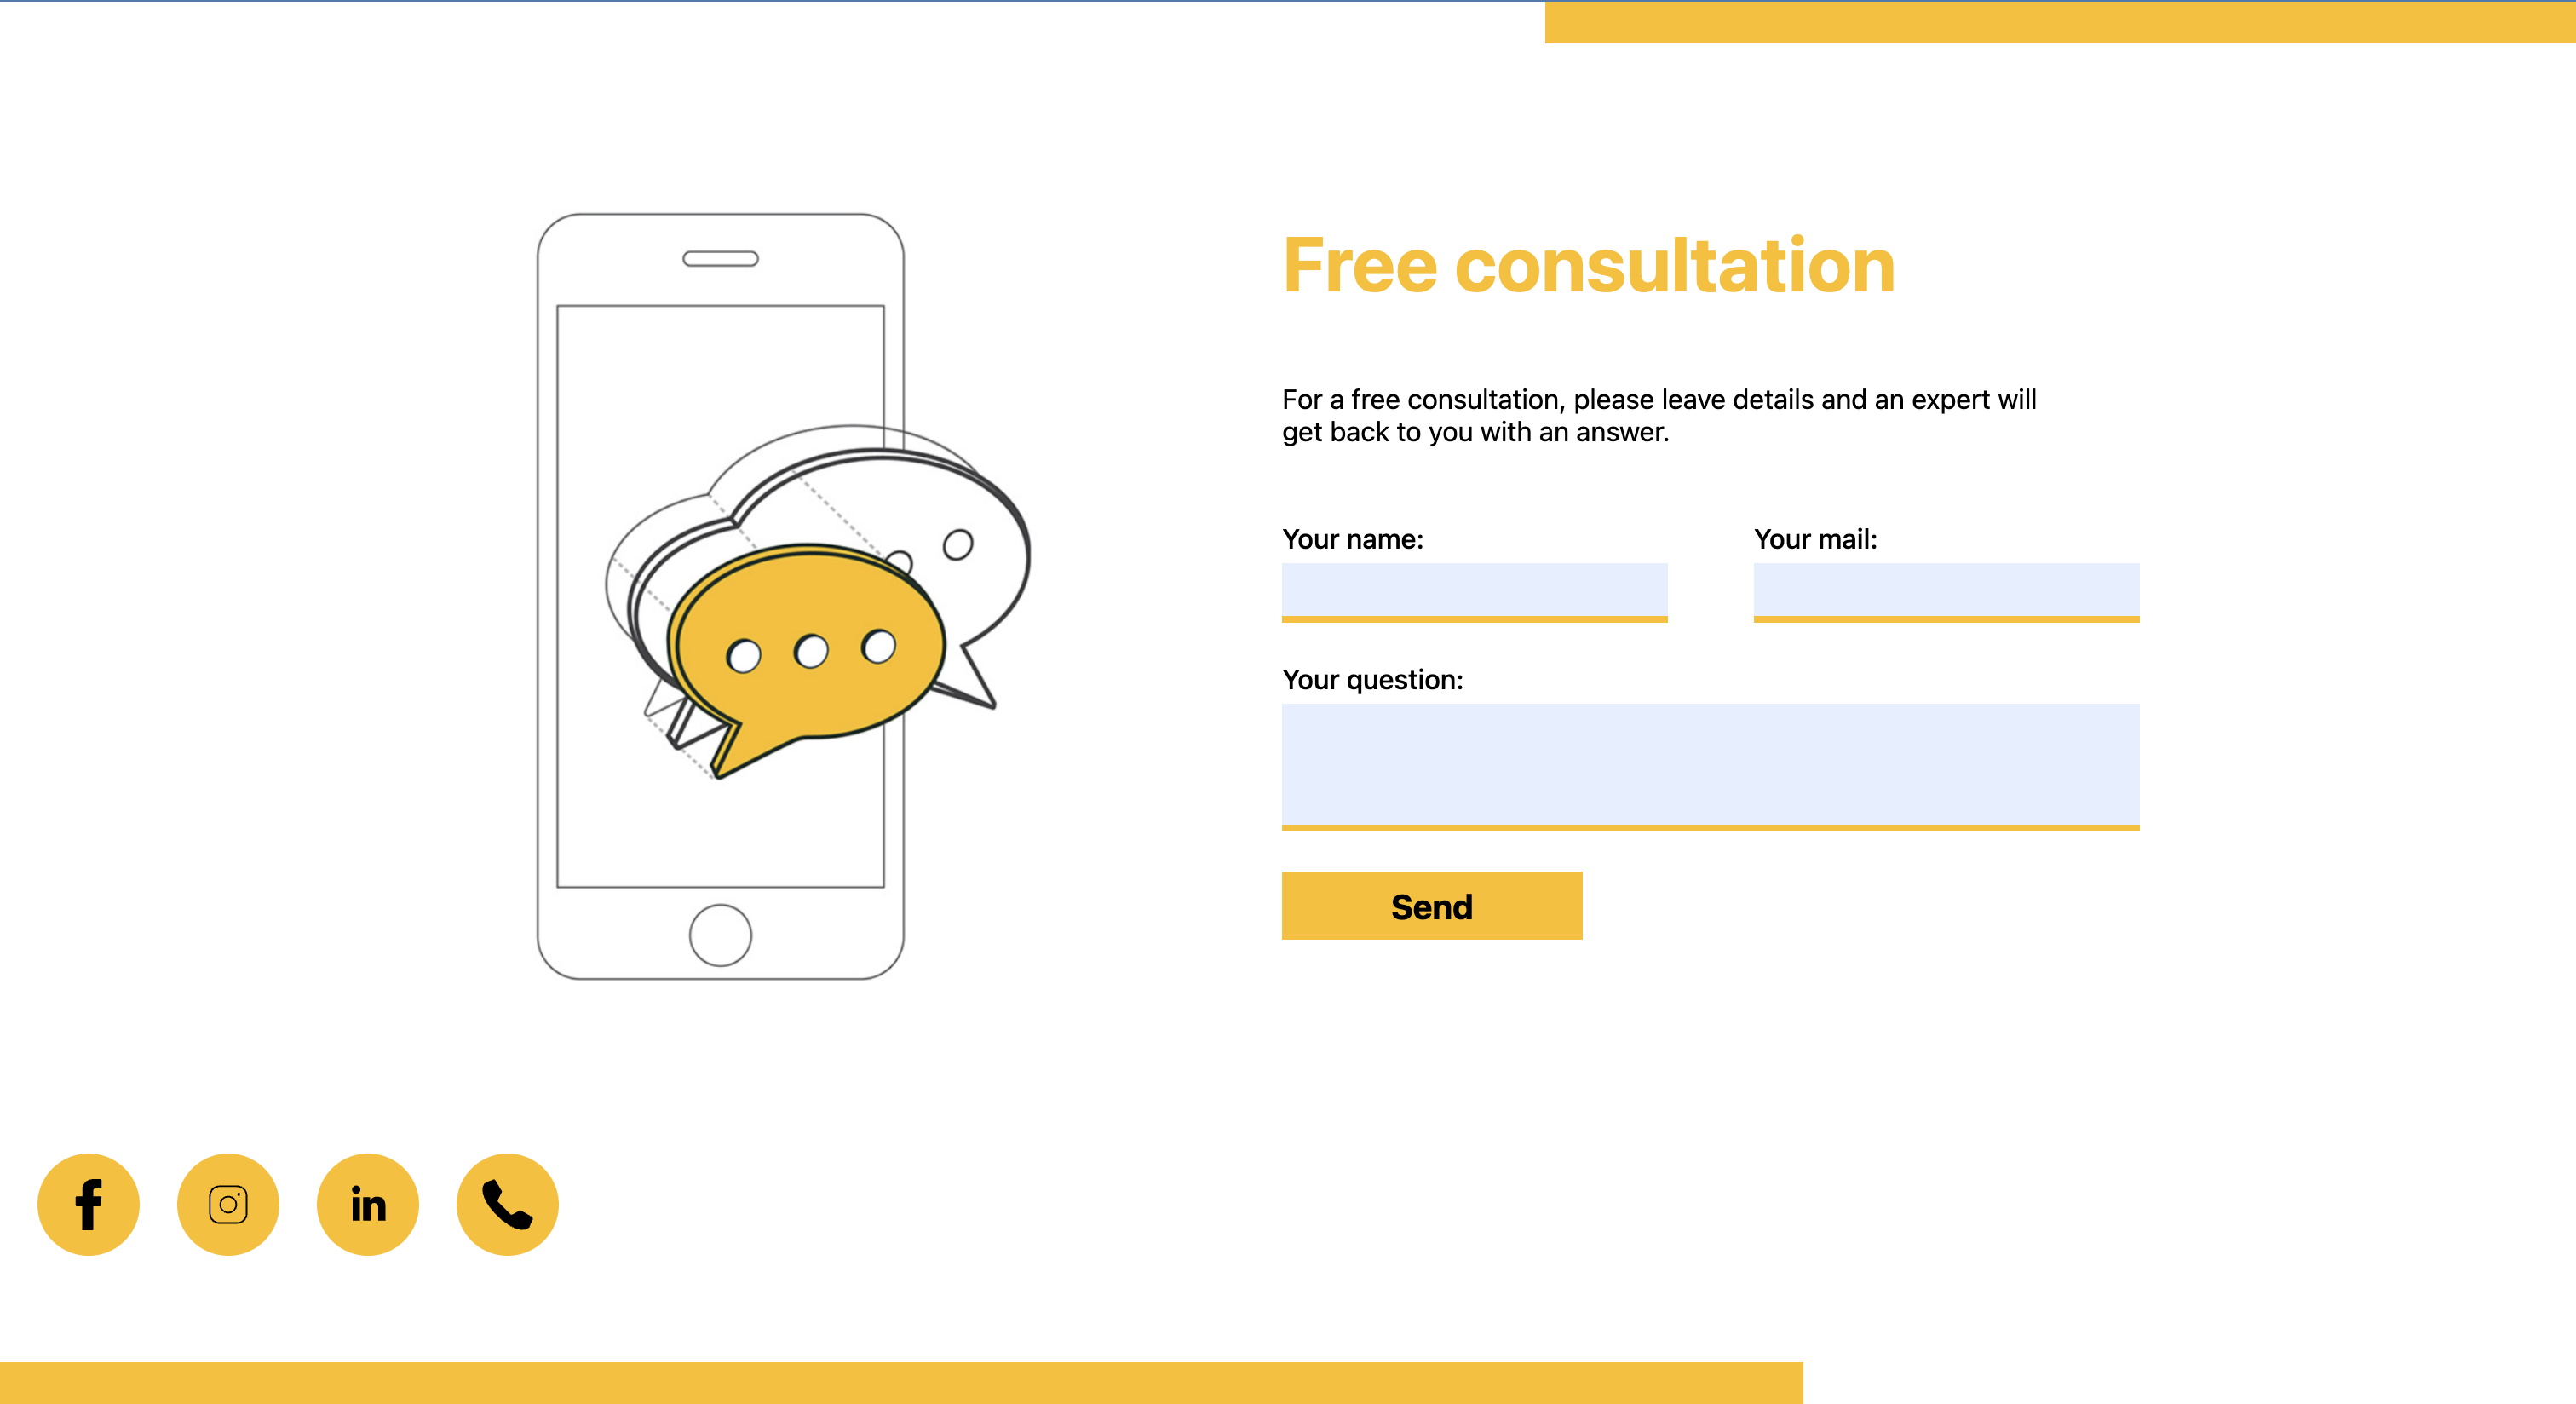 Free consultation
For a free consultation, please leave details and an expert will
get back to you with an answer.
Your name:
Your mail:
Your question:
Send
f
in